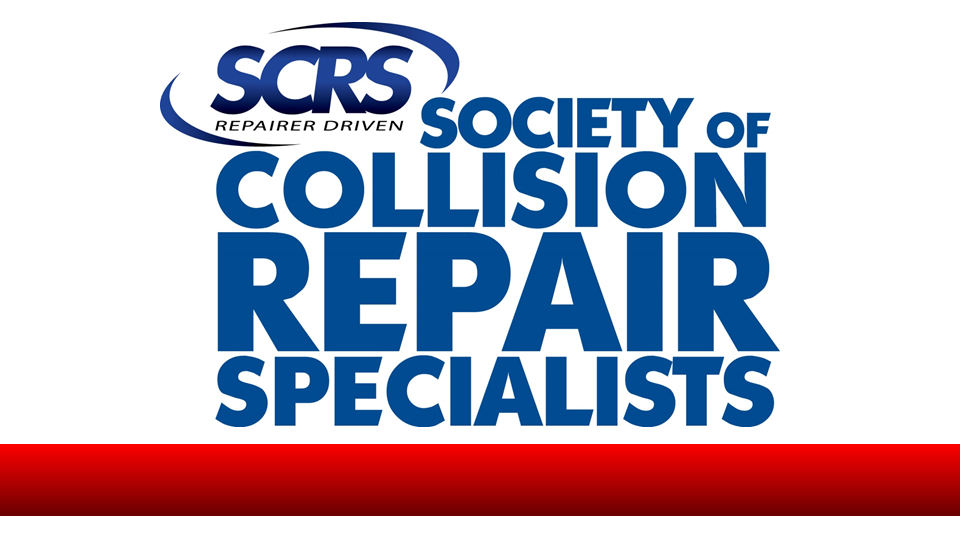 SCRS
REPAIRER DRIVEN
SOCIETY OF
COLLISION
REPAIR
SPECIALISTS